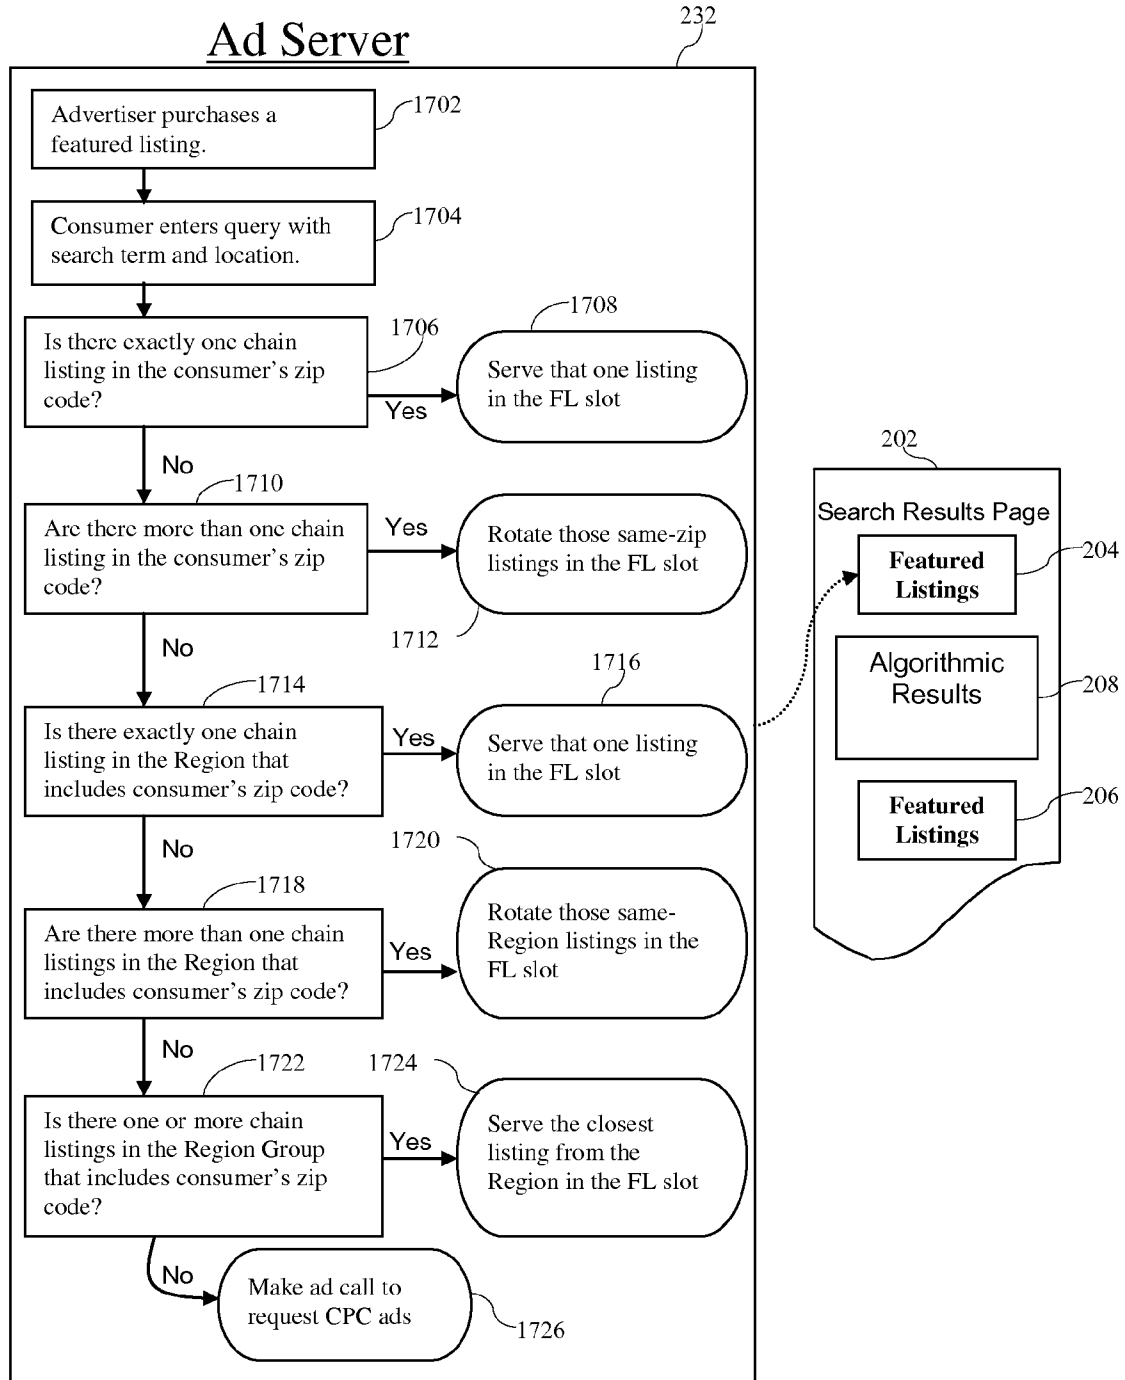 232
Ad Server
Advertiser purchases a
featured listing.
1702
Consumer enters query with
search term and location.
1704
Is there exactly one chain
listing in the consumer's zip
code?
1706
Yes
1708
Serve that one listing
in the FL slot
No
1710
Are there more than one chain
listing in the consumer's zip
code?
Yes
Rotate those same-zip
listings in the FL slot
1712
No
1714
Is there exactly one chain
listing in the Region that
includes consumer's zip code?
Yes
1716
Serve that one listing
in the FL slot
No
1718
Are there more than one chain
listings in the Region that
includes consumer's zip code?
Yes
1720
Rotate those same-
Region listings in the
FL slot
No
1722
Is there one or more chain
listings in the Region Group
that includes consumer's zip
code?
Yes
1724
Serve the closest
listing from the
Region in the FL slot
No
Make ad call to
request CPC ads
1726
202
Search Results Page
Featured
Listings
204
Algorithmic
Results
208
Featured
Listings
206